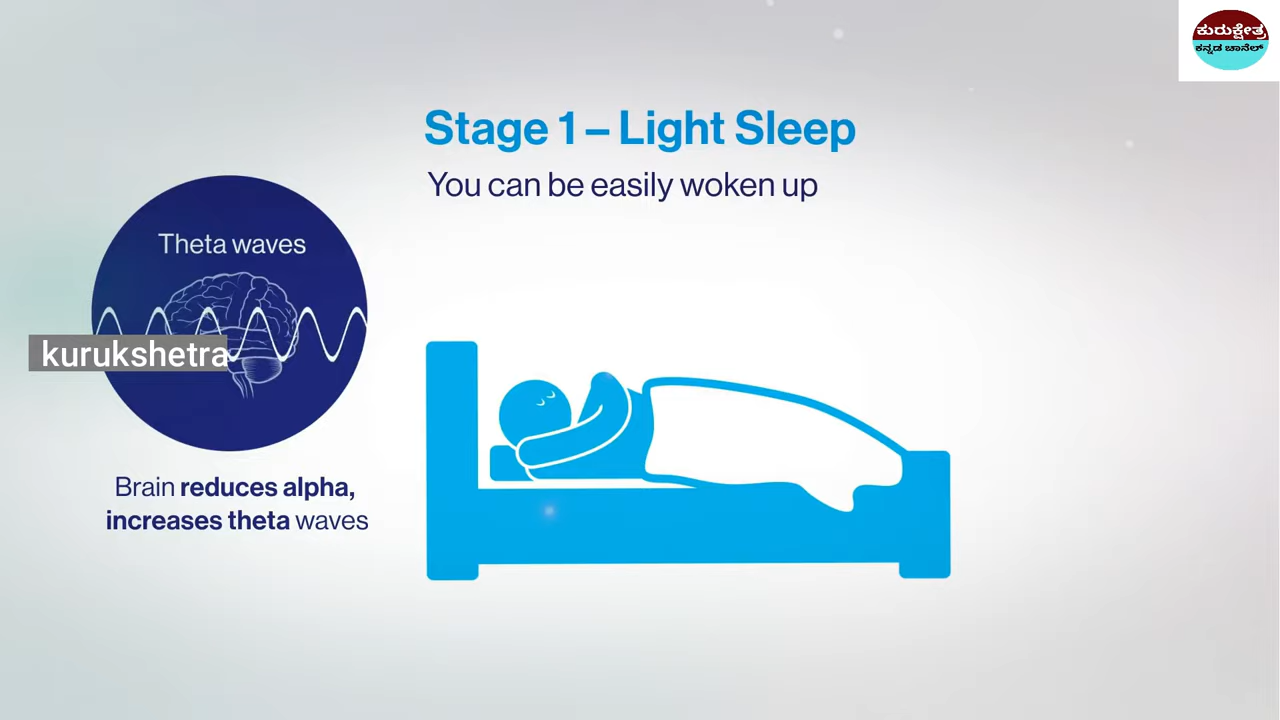 ಕುರುಕ್ಷೇತ್ರ
ಕನ್ನಡ ಚಾನೆಲ್
Stage 1 – Light Sleep
You can be easily woken up
Theta waves
kurukshetra
Brain reduces alpha,
increases theta waves